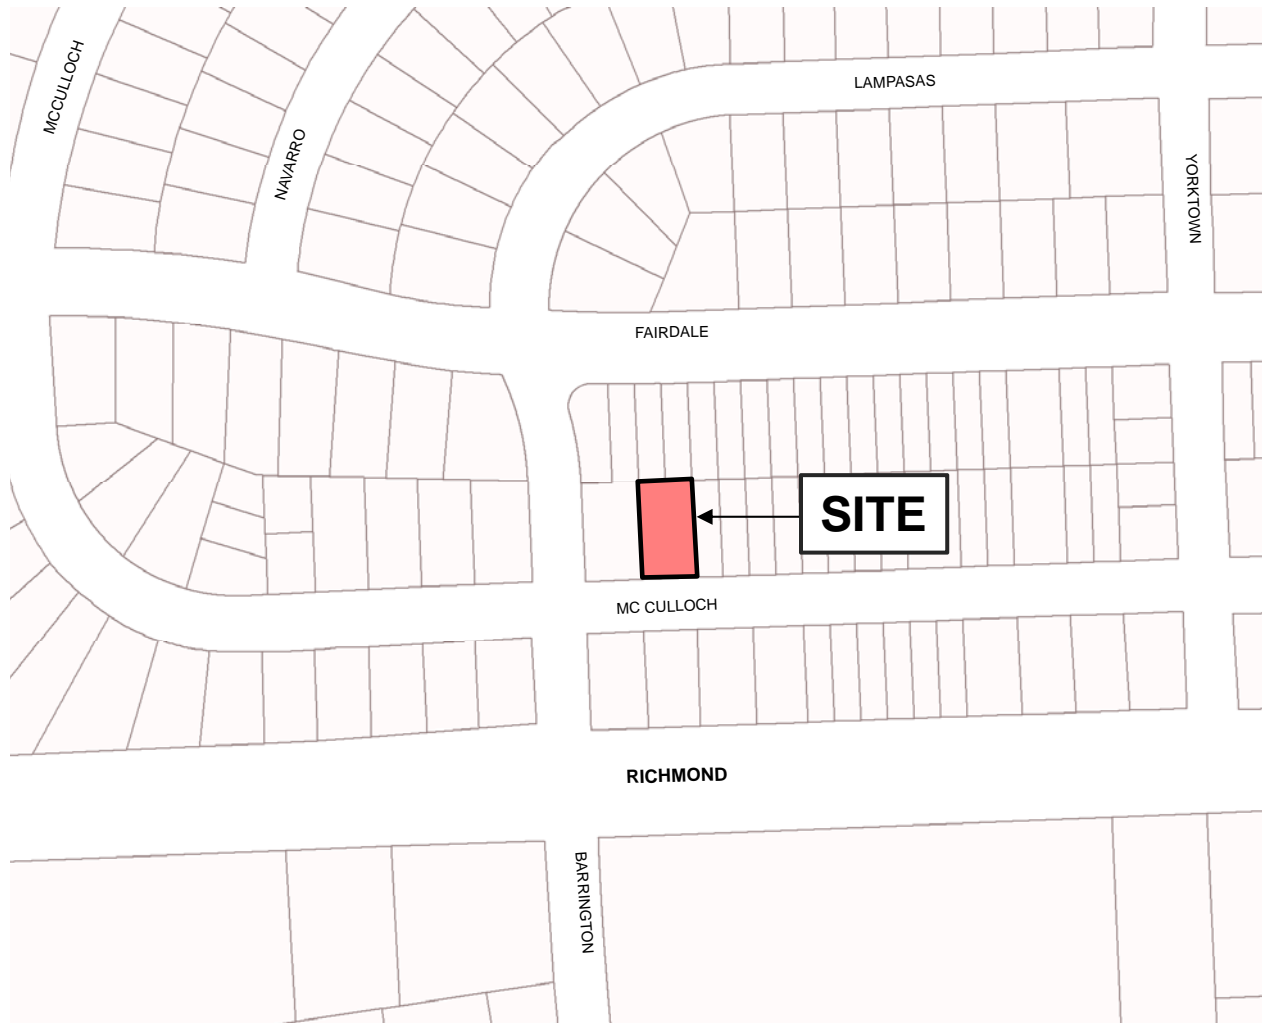 MCCULLOCH
LAMPASAS
NAVARRO
YORKTOWN
FAIRDALE
SITE
MC CULLOCH
RICHMOND
BARRINGTON